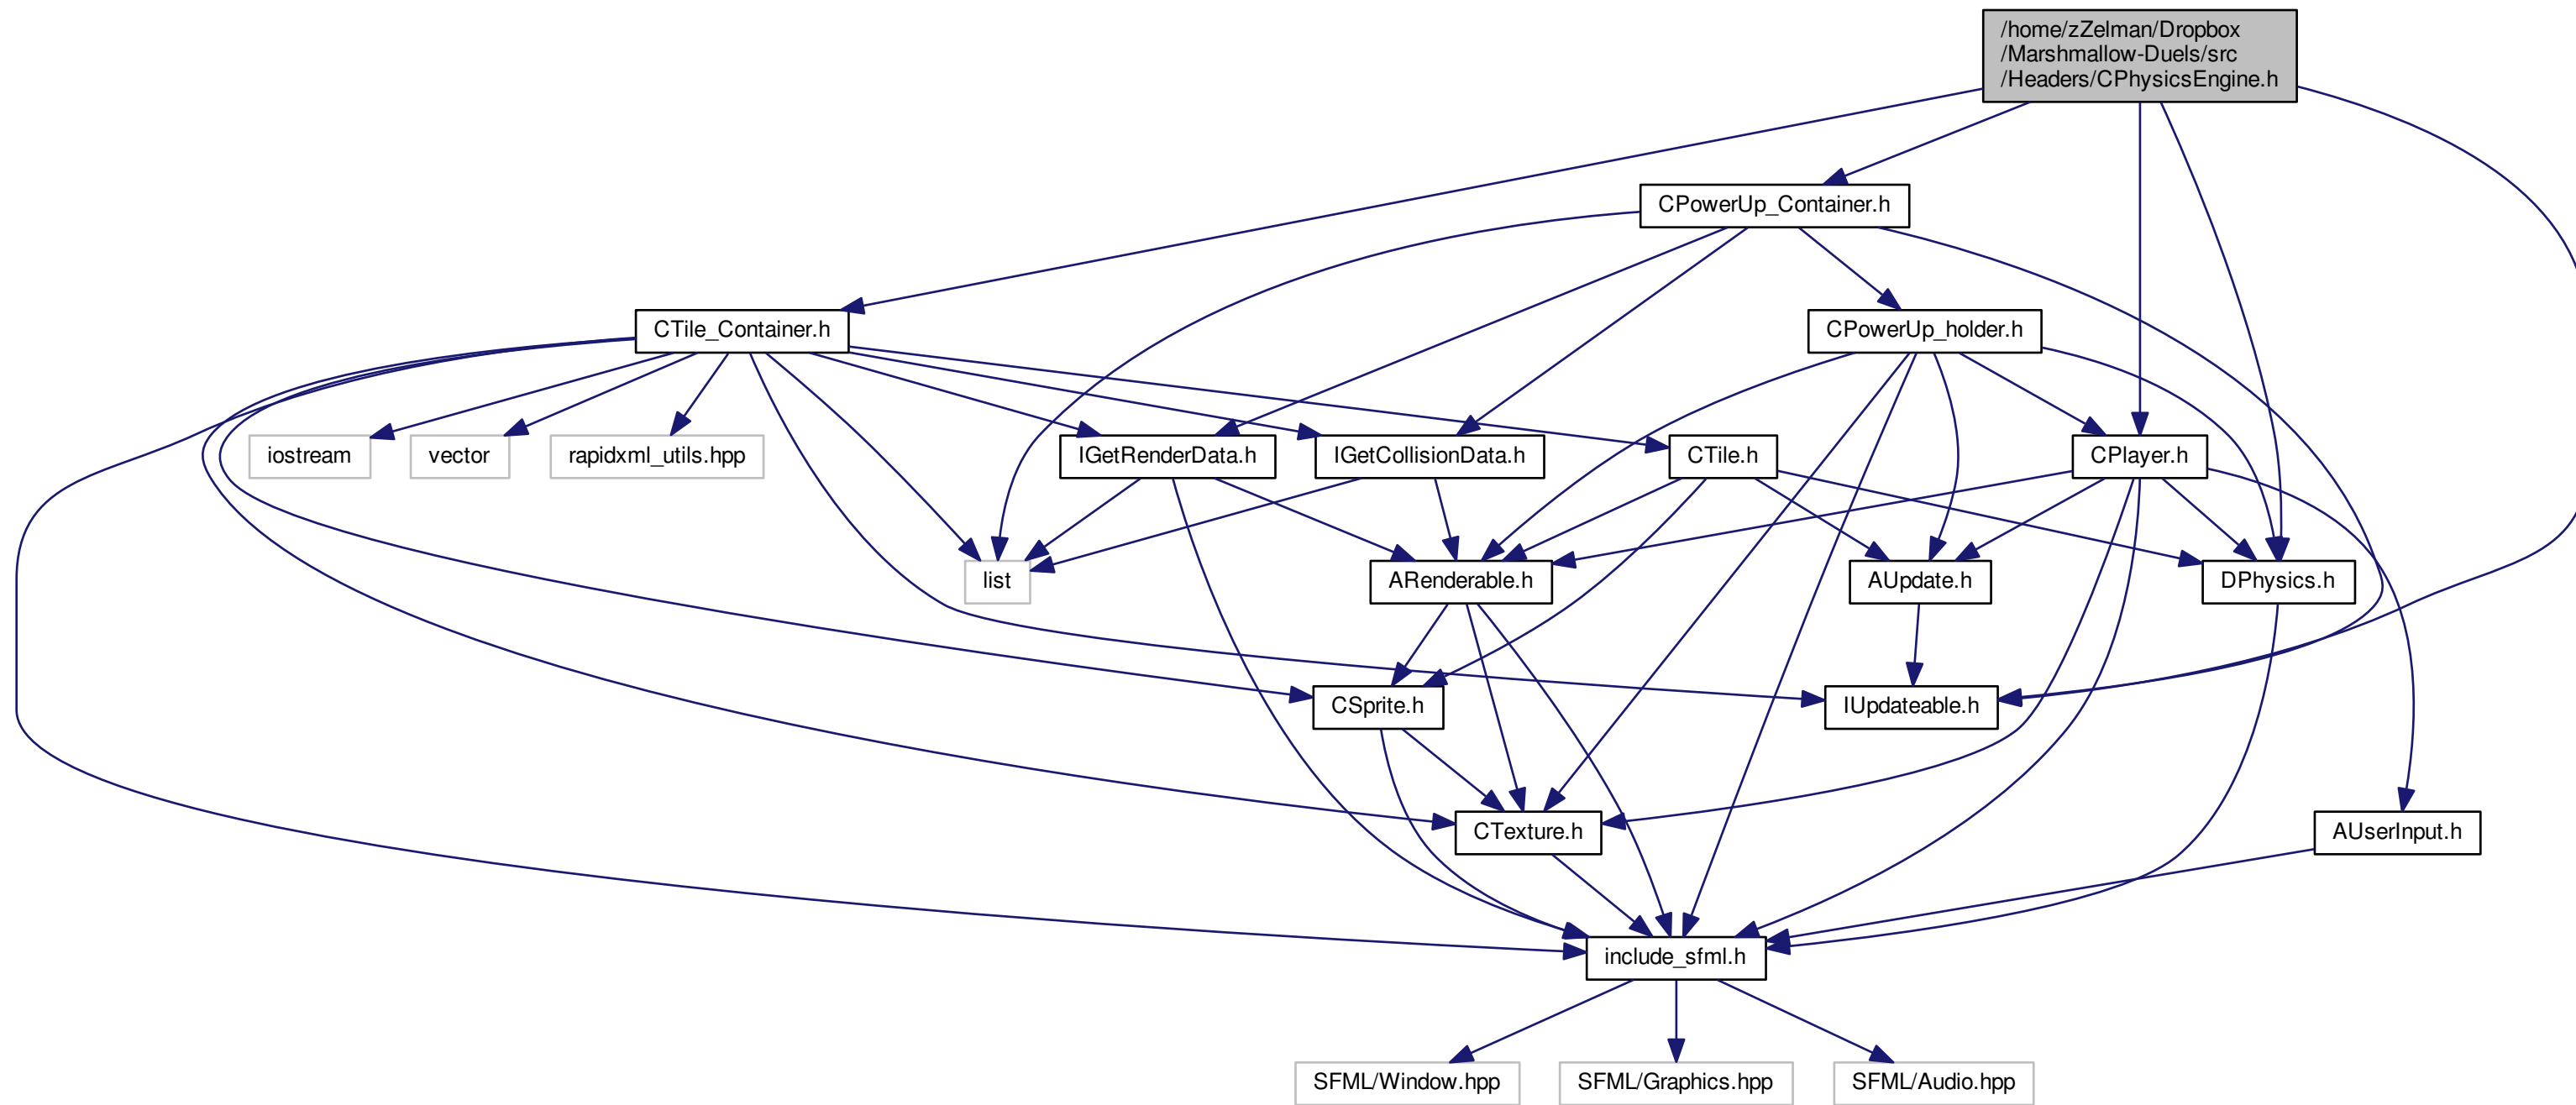 /home/zZelman/Dropbox
/Marshmallow-Duels/src
/Headers/CPhysicsEngine.h
CPowerUp_Container.h
CTile_Container.h
CPowerUp_holder.h
iostream
vector
rapidxml_utils.hpp
IGetRenderData.h
IGetCollisionData.h
CTile.h
CPlayer.h
list
ARenderable.h
AUpdate.h
DPhysics.h
CSprite.h
IUpdateable.h
CTexture.h
AUserInput.h
include_sfml.h
SFML/Window.hpp
SFML/Graphics.hpp
SFML/Audio.hpp